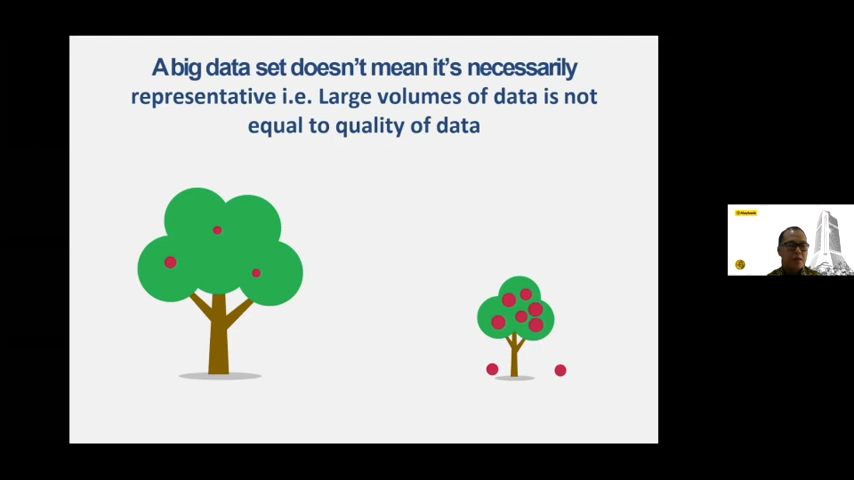 A big data set doesn't mean it's necessarily
representative i.e. Large volumes of data is not
equal to quality of data
Maybank